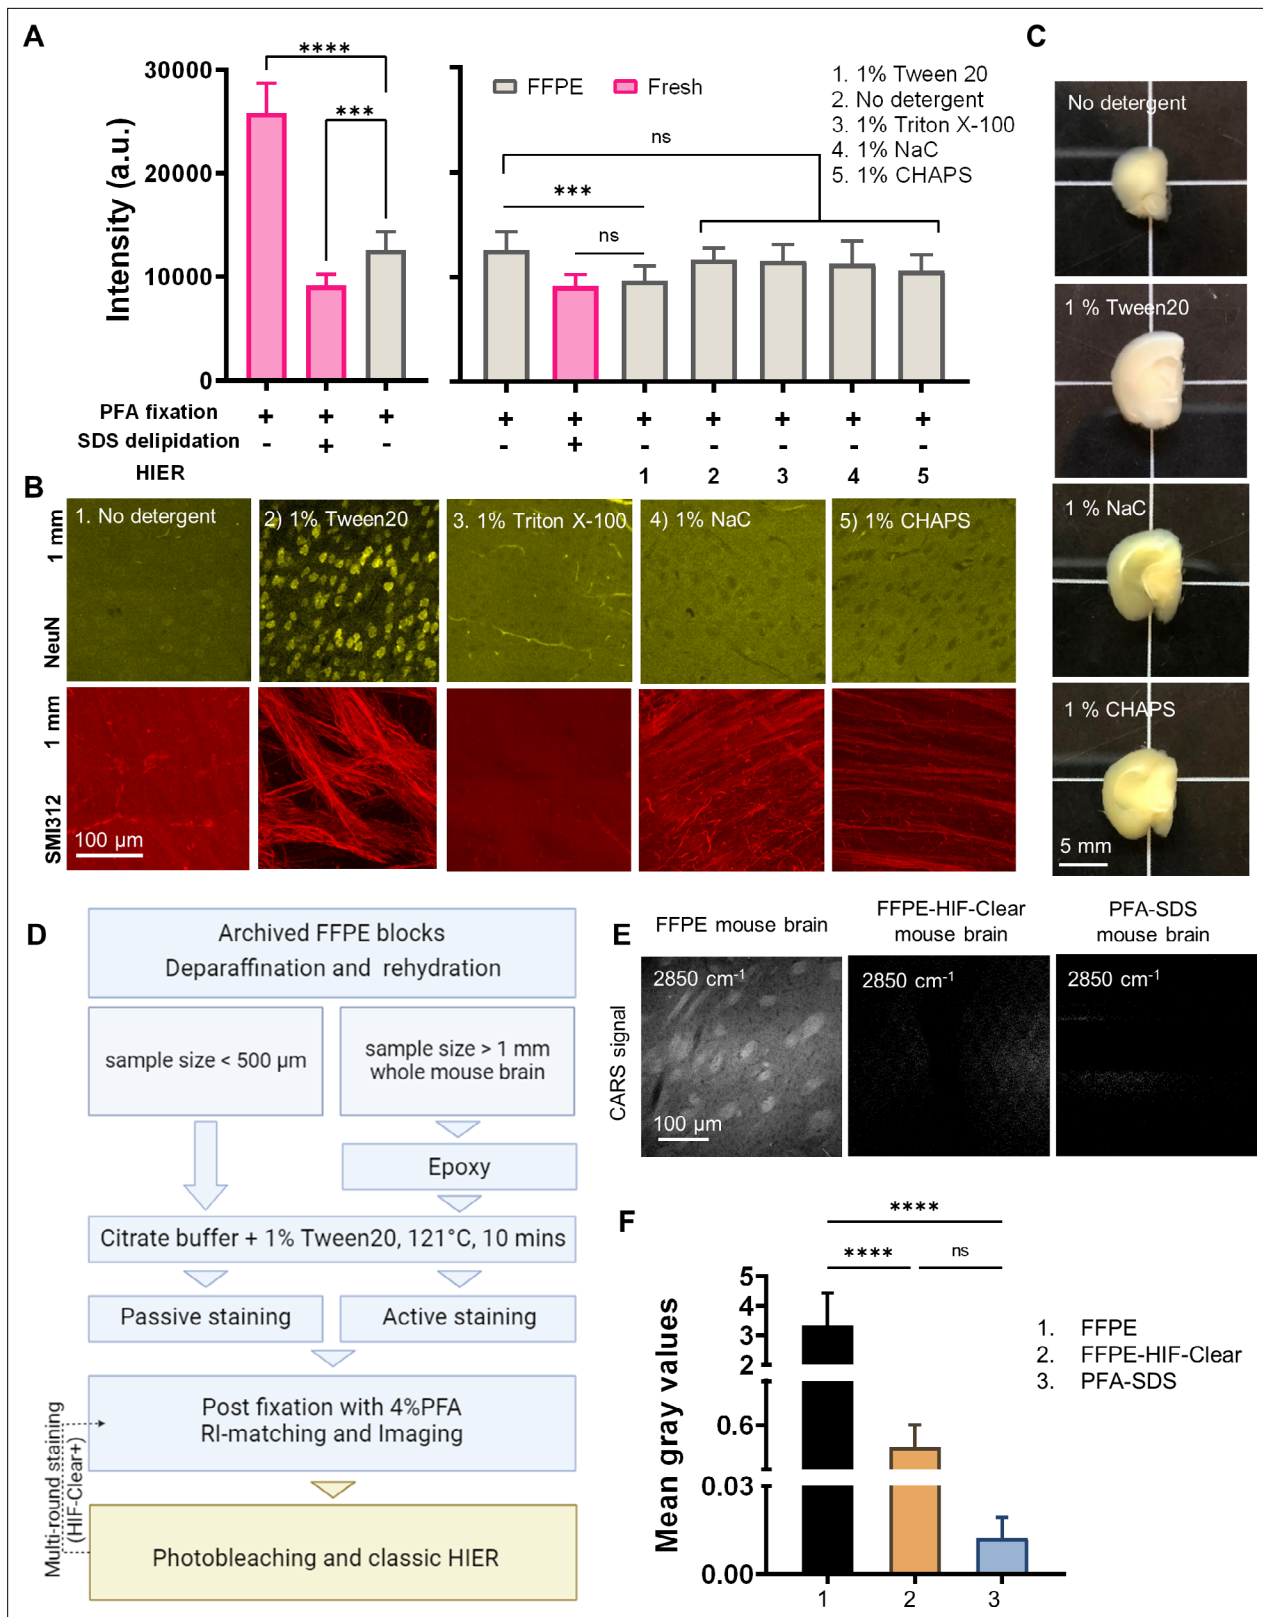 A
****
***
30000
20000
10000
0
Intensity (a.u.)
FFPE
Fresh
1. 1% Tween 20
2. No detergent
3. 1% Triton X-100
4. 1% NaC
5. 1% CHAPS
ns
***
ns
PFA fixation + + + + + + + + + +
SDS delipidation - + - - + - - - - -
HIER 1 2 3 4 5
B
1 mm
NeuN
1. No detergent
2) 1% Tween20
3. 1% Triton X-100
4) 1% NaC
5) 1% CHAPS
1 mm
SMI312
100 µm
C
No detergent
1 % Tween20
1 % NaC
1 % CHAPS
5 mm
D
Archived FFPE blocks
Deparaffination and rehydration
sample size < 500 µm
sample size > 1 mm
whole mouse brain
Epoxy
Citrate buffer + 1% Tween20, 121°C, 10 mins
Passive staining
Active staining
Post fixation with 4%PFA
RI-matching and Imaging
Multi-round staining
(HIF-Clear+)
Photobleaching and classic HIER
E
FFPE mouse brain
FFPE-HIF-Clear
mouse brain
PFA-SDS
mouse brain
CARS signal
2850 cm⁻¹
2850 cm⁻¹
2850 cm⁻¹
100 µm
F
****
****
ns
Mean gray values
5
4
3
2
0.6
0.03
0.00
1 2 3
1. FFPE
2. FFPE-HIF-Clear
3. PFA-SDS